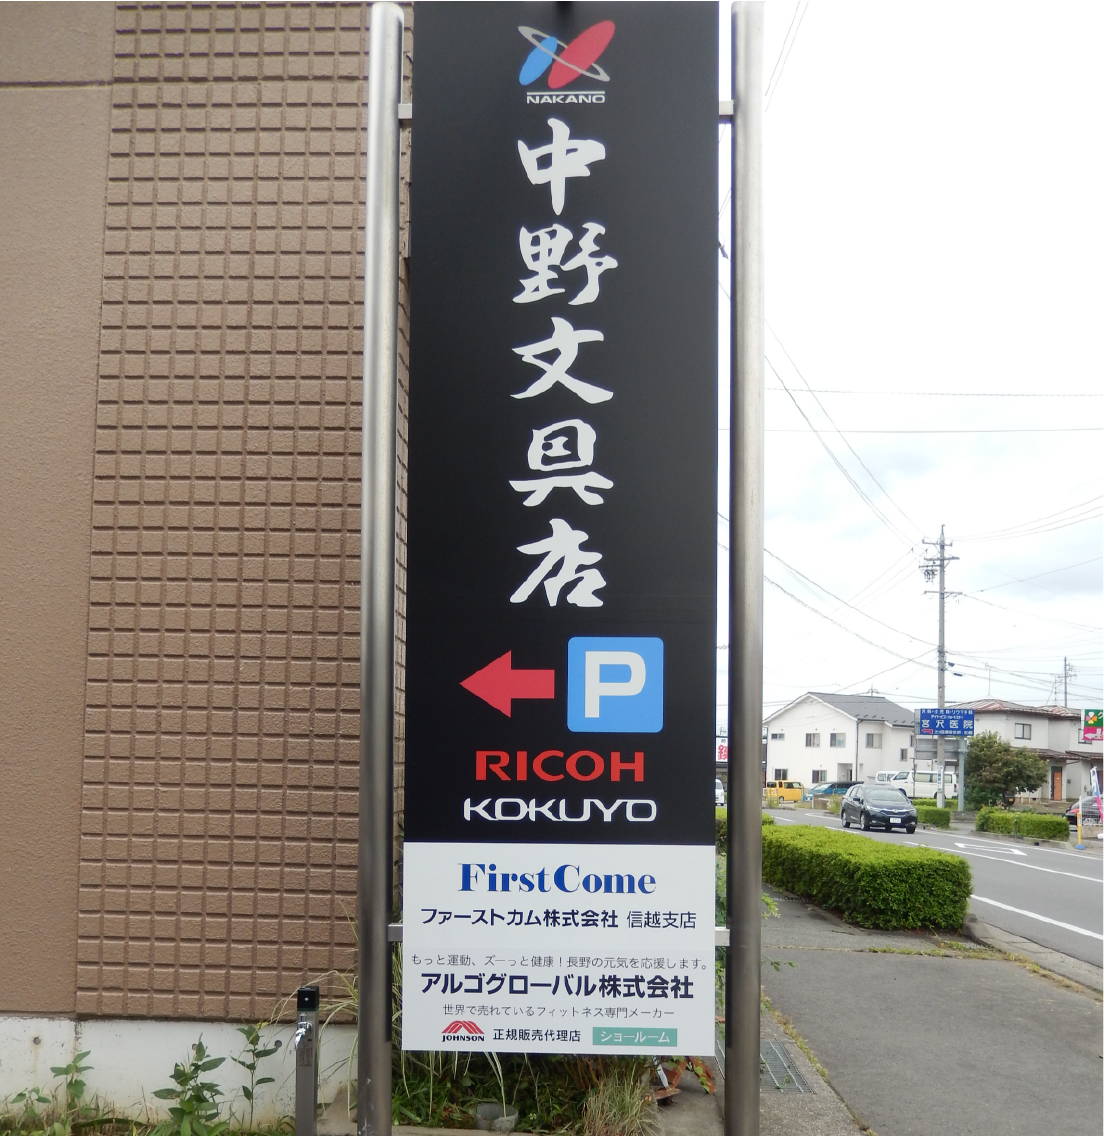 NAKANO
中野文具店
P
RICOH
KOKUYO
FirstCome
ファーストカム株式会社 信越支店
もっと運動、ズーっと健康！長野の元気を応援します。
アルゴグローバル株式会社
世界で売れているフィットネス専門メーカー
JOHNSON 正規販売代理店 ショールーム
宮沢医院